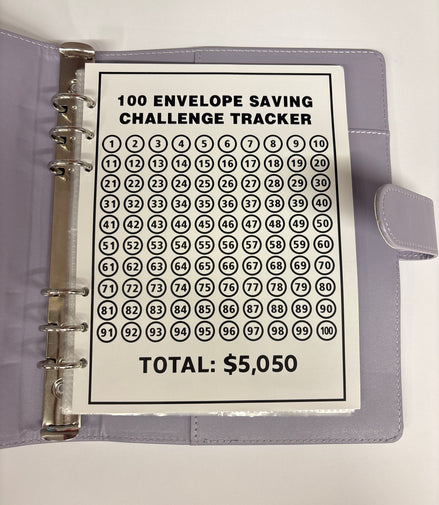 100 ENVELOPE SAVING
CHALLENGE TRACKER
1 2 3 4 5 6 7 8 9 10
11 12 13 14 15 16 17 18 19 20
21 22 23 24 25 26 27 28 29 30
31 32 33 34 35 36 37 38 39 40
41 42 43 44 45 46 47 48 49 50
51 52 53 54 55 56 57 58 59 60
61 62 63 64 65 66 67 68 69 70
71 72 73 74 75 76 77 78 79 80
81 82 83 84 85 86 87 88 89 90
91 92 93 94 95 96 97 98 99 100
TOTAL: $5,050